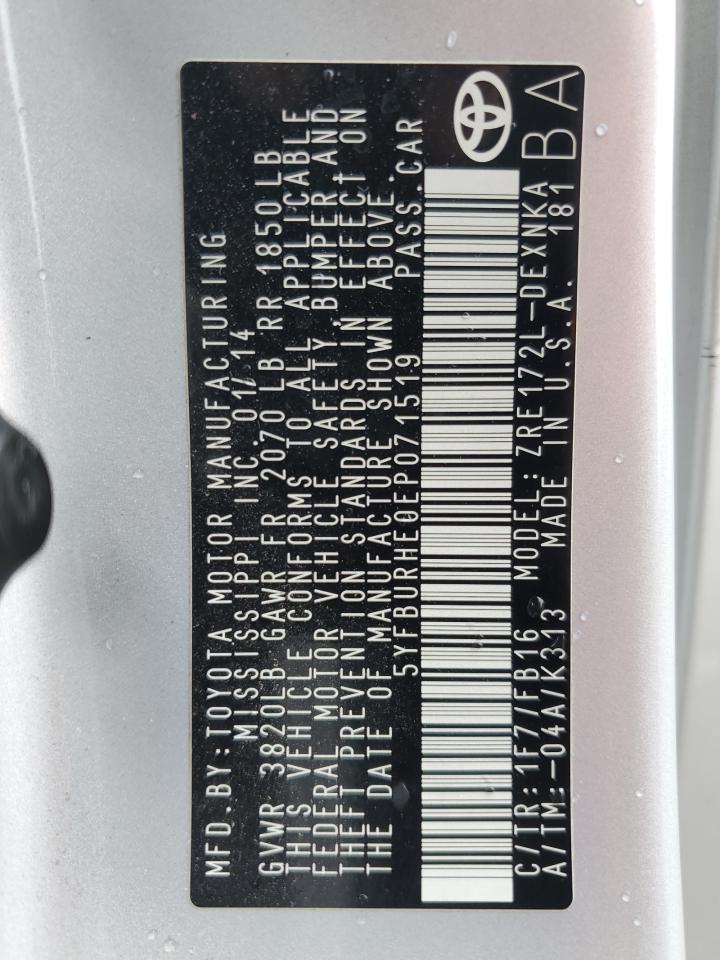 MFD.BY:TOYOTA MOTOR MANUFACTURING
MISSISSIPPI INC. 01/14
GVWR 3820LB GAWR FR 2070 LB RR 1850LB
THIS VEHICLE CONFORMS TO ALL APPLICABLE
FEDERAL MOTOR VEHICLE SAFETY BUMPER AND
THEFT PREVENTION STANDARDS IN EFFECT ON
THE DATE OF MANUFACTURE SHOWN ABOVE.
5YFBURHE0EP071519 PASS.CAR
C/TR:1F7/FB16 MODEL:ZRE172L-DEXNKA
A/TM:-04A/K313 MADE IN U.S.A. 181
BA